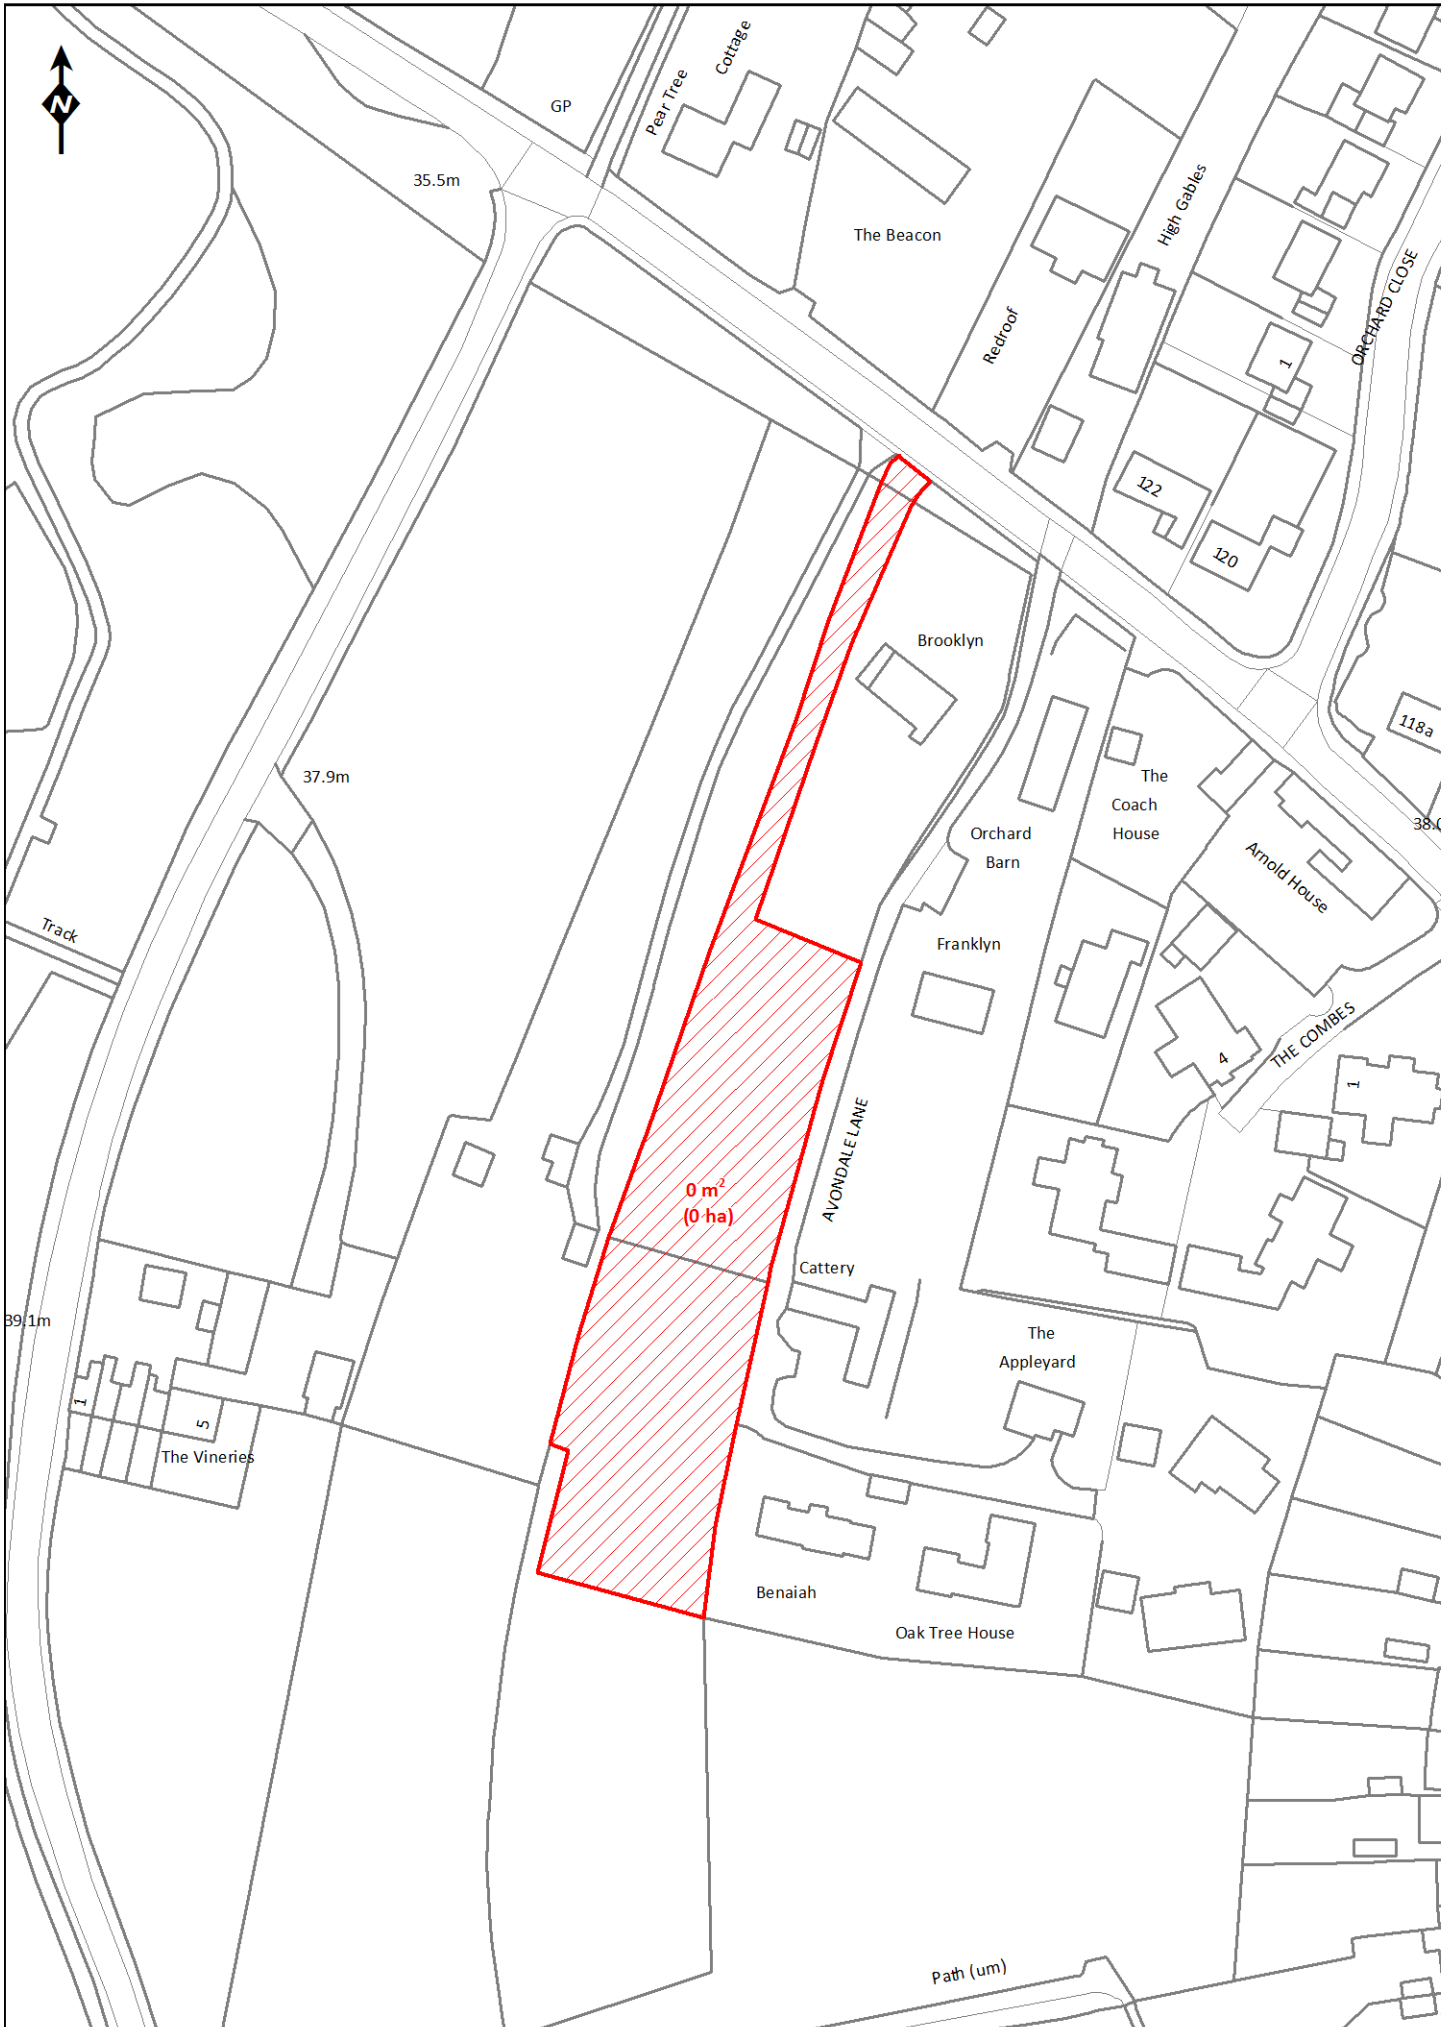 N
GP
Pear Tree
Cottage
35.5m
The Beacon
High Gables
Redroof
ORCHARD CLOSE
1
122
120
Brooklyn
118a
37.9m
The
Coach
House
38.0
Orchard
Barn
Arnold House
Track
Franklyn
THE COMBES
4
1
AVONDALE LANE
0 m²
(0 ha)
Cattery
39.1m
The
Appleyard
1
5
The Vineries
Benaiah
Oak Tree House
Path (um)